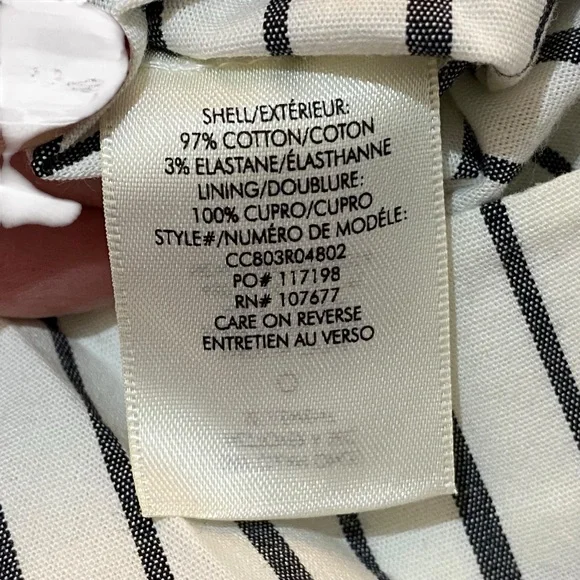 SHELL/EXTÉRIEUR:
97% COTTON/COTON
3% ELASTANE/ÉLASTHANNE
LINING/DOUBLURE:
100% CUPRO/CUPRO
STYLE#/NUMÉRO DE MODÉLE:
CC803R04802
PO# 117198
RN# 107677
CARE ON REVERSE
ENTRETIEN AU VERSO